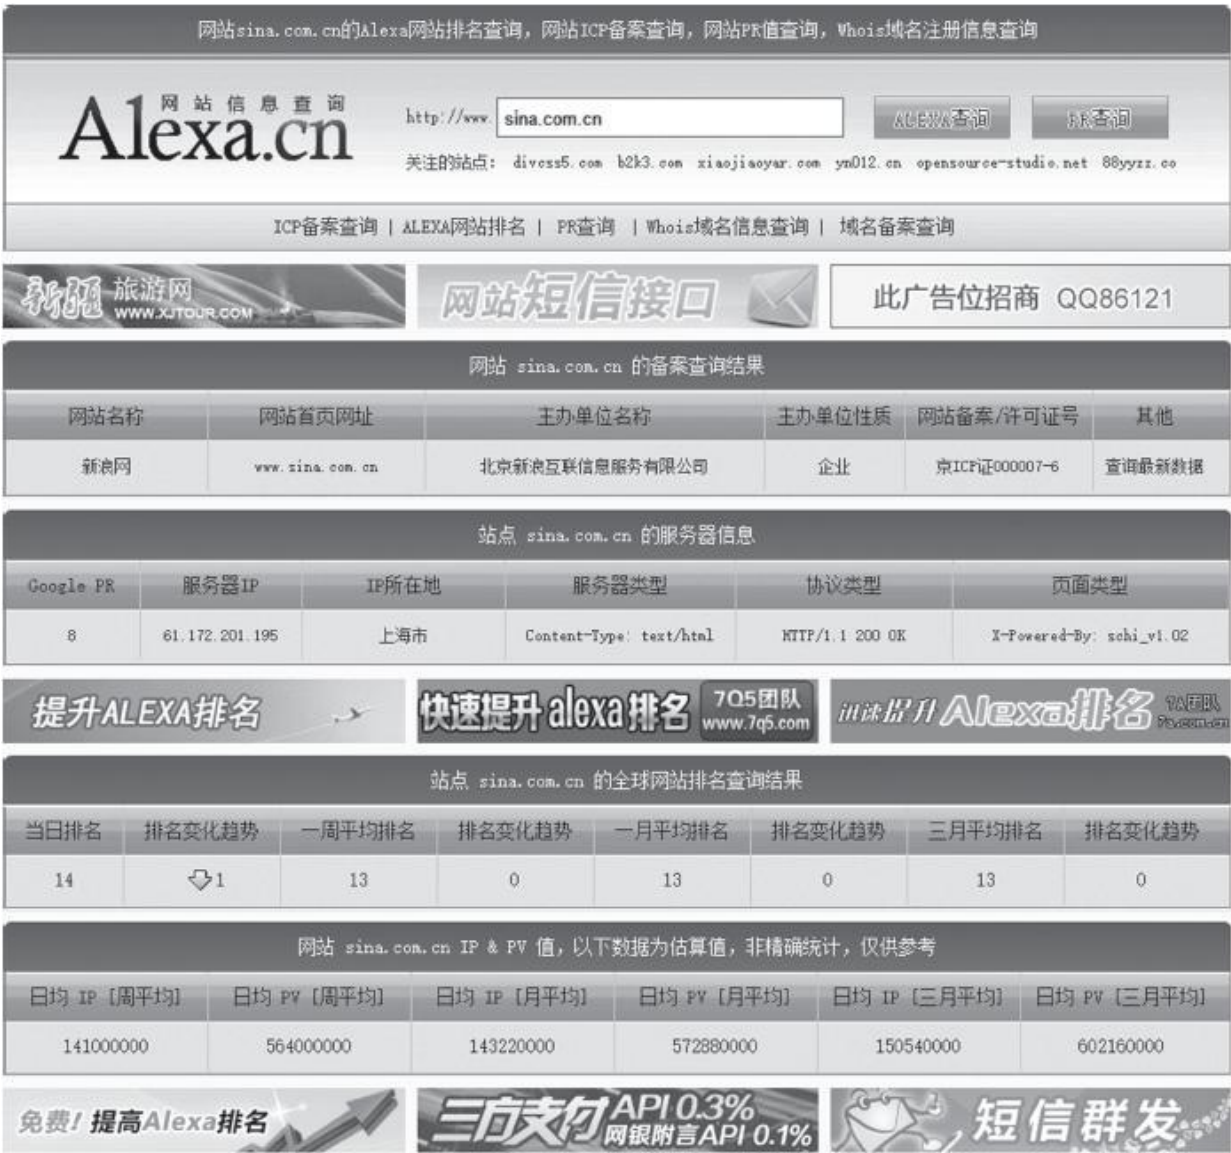 网站sina.com.cn的Alexa网站排名查询，网站ICP备案查询，网站PR值查询，Whois域名注册信息查询
网站信息查询
Alexa.cn
http://www. sina.com.cn ALEXA查询 PR查询
关注的站点： divcss5.com b2k3.com xiaojiaoyar.com yn012.cn opensource-studio.net 88yyzz.co
ICP备案查询 | ALEXA网站排名 | PR查询 | Whois域名信息查询 | 域名备案查询
新疆 旅游网 WWW.XJTOUR.COM 网站短信接口 此广告位招商 QQ86121
网站 sina.com.cn 的备案查询结果
网站名称 网站首页网址 主办单位名称 主办单位性质 网站备案/许可证号 其他
新浪网 www.sina.com.cn 北京新浪互联信息服务有限公司 企业 京ICP证000007-6 查询最新数据
站点 sina.com.cn 的服务器信息
Google PR 服务器IP IP所在地 服务器类型 协议类型 页面类型
8 61.172.201.195 上海市 Content-Type: text/html HTTP/1.1 200 OK X-Powered-By: schi_v1.02
提升ALEXA排名 快速提升 alexa 排名 7Q5团队 www.7q5.com 迅速提升 Alexa排名 7A团队 7a.com.cn
站点 sina.com.cn 的全球网站排名查询结果
当日排名 排名变化趋势 一周平均排名 排名变化趋势 一月平均排名 排名变化趋势 三月平均排名 排名变化趋势
14 1 13 0 13 0 13 0
网站 sina.com.cn IP & PV 值，以下数据为估算值，非精确统计，仅供参考
日均 IP [周平均] 日均 PV [周平均] 日均 IP [月平均] 日均 PV [月平均] 日均 IP [三月平均] 日均 PV [三月平均]
141000000 564000000 143220000 572880000 150540000 602160000
免费! 提高Alexa排名 三方支付 API 0.3% 网银附言API 0.1% 短信群发